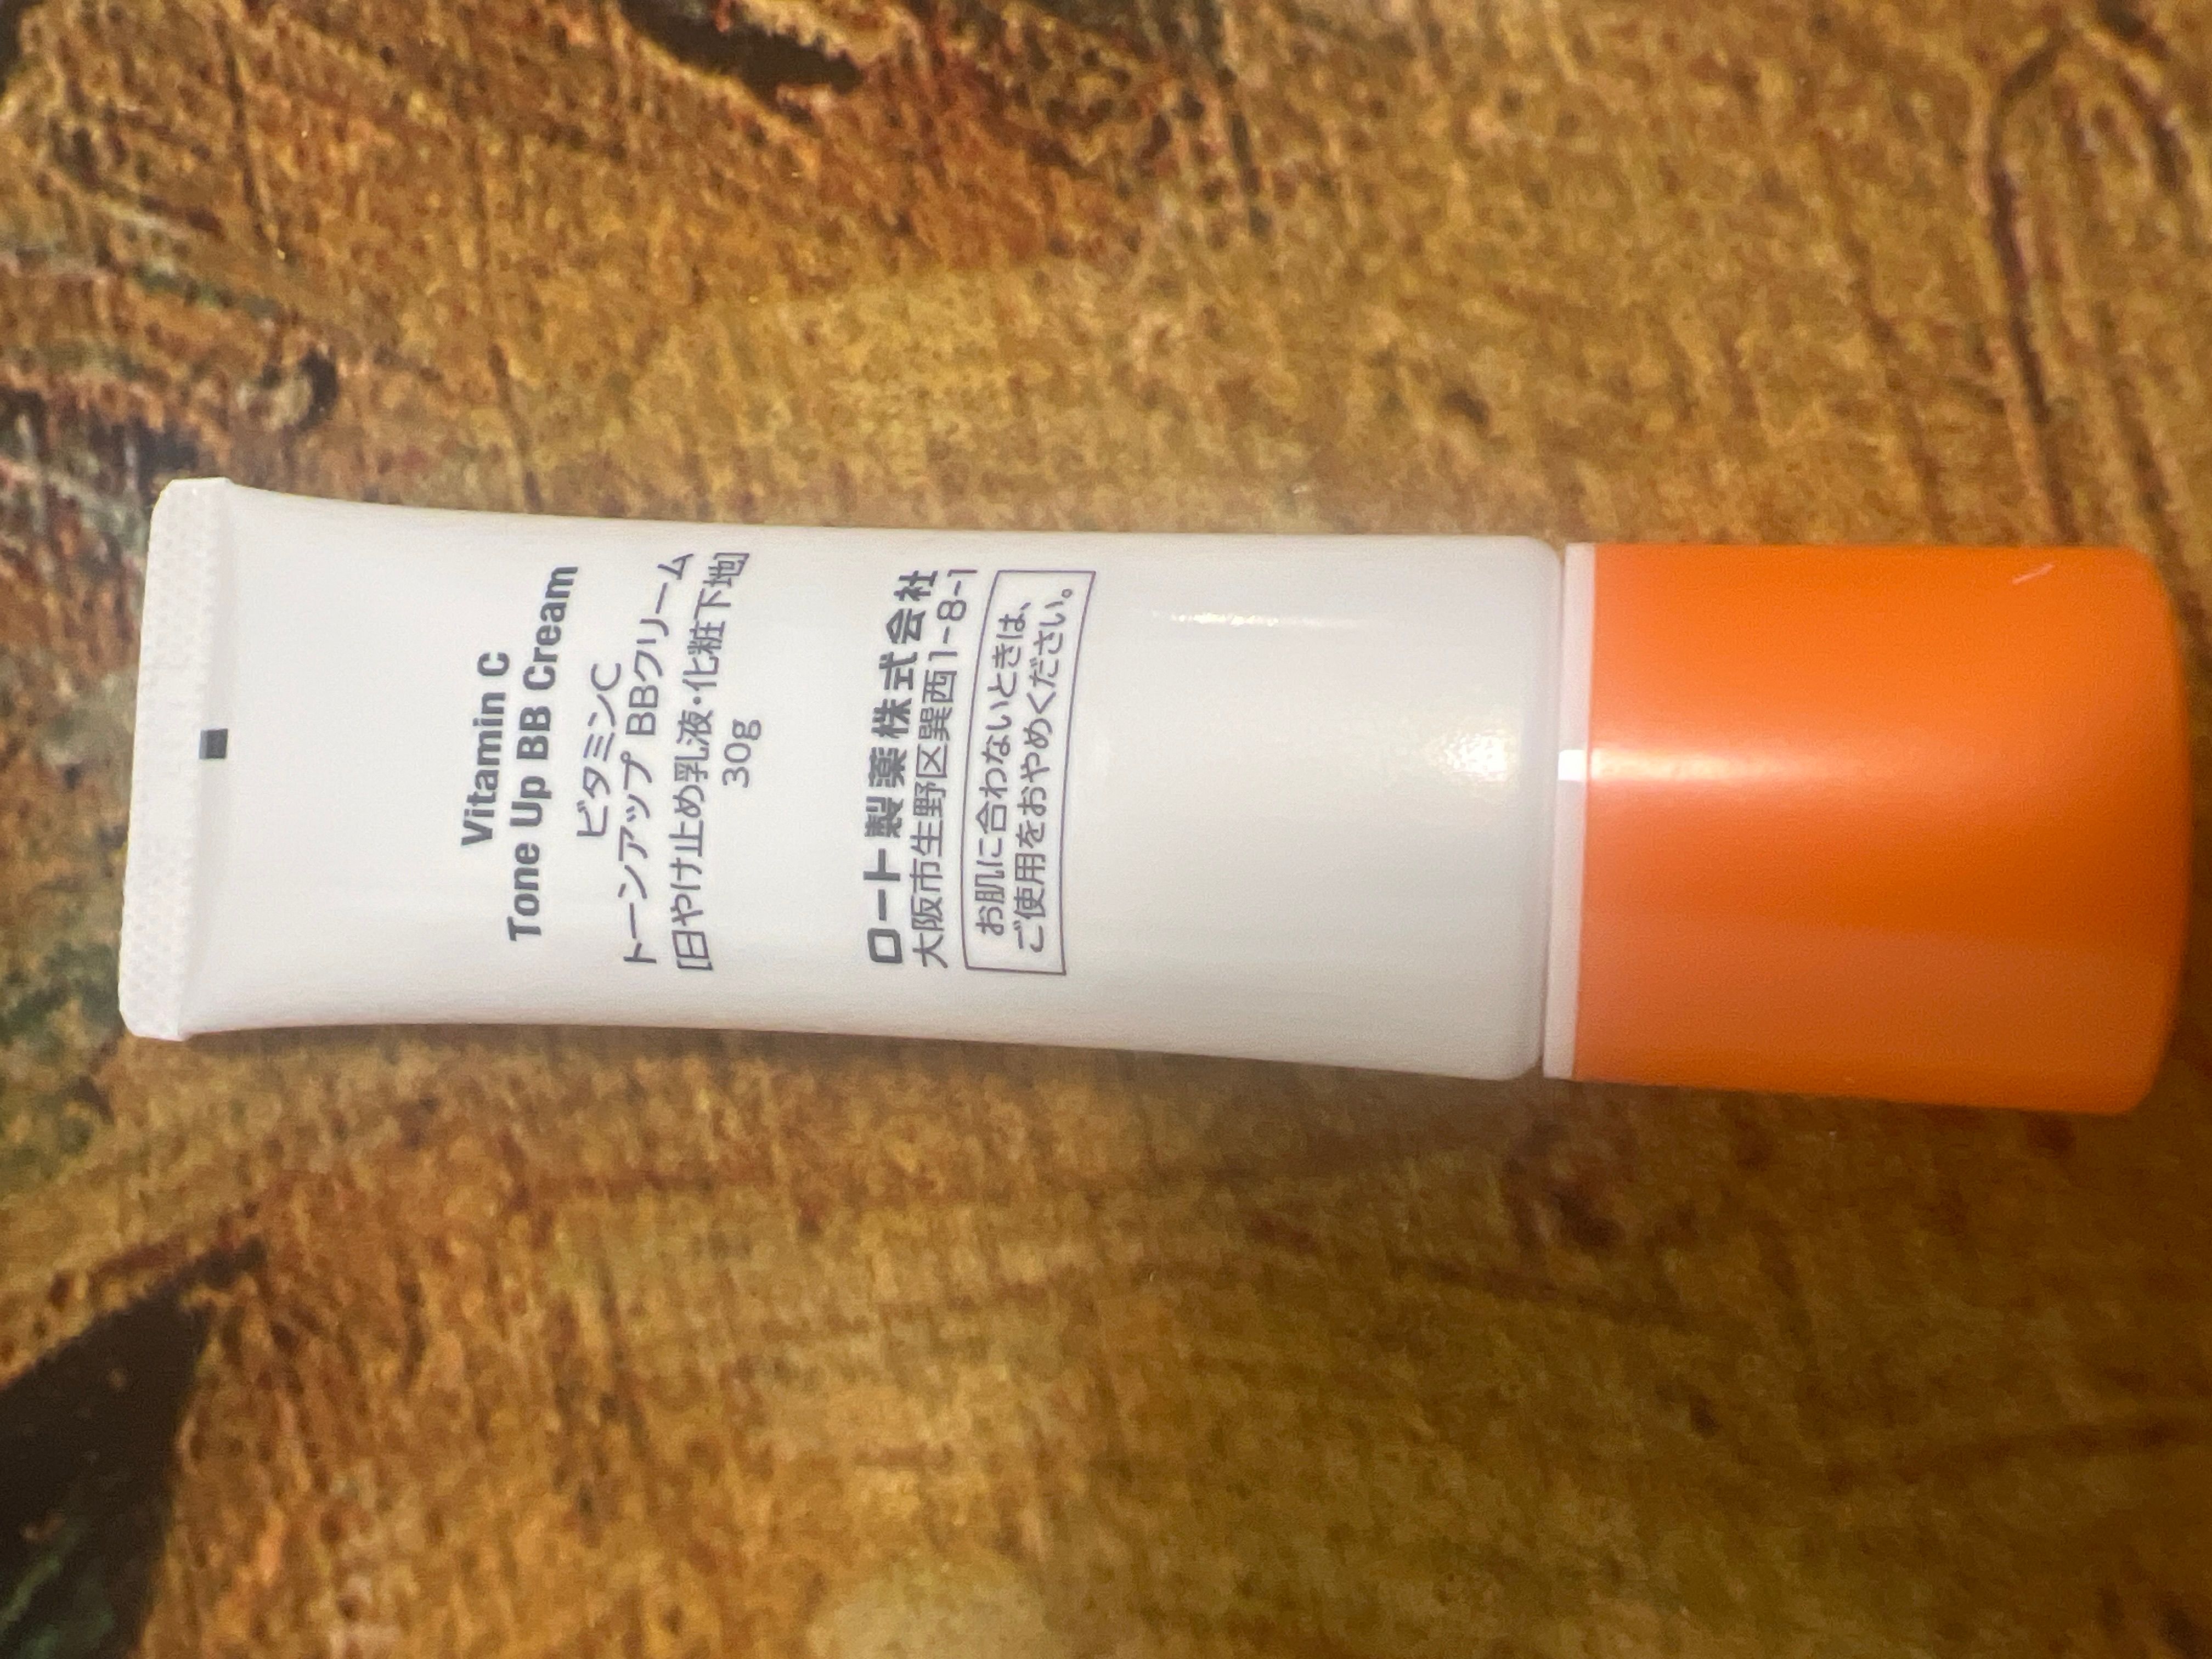 Vitamin C
Tone Up BB Cream
ビタミンC
トーンアップ BBクリーム
[日やけ止め乳液・化粧下地]
30g
ロート製薬株式会社
大阪市生野区巽西1-8-1
お肌に合わないときは、
ご使用をおやめください。